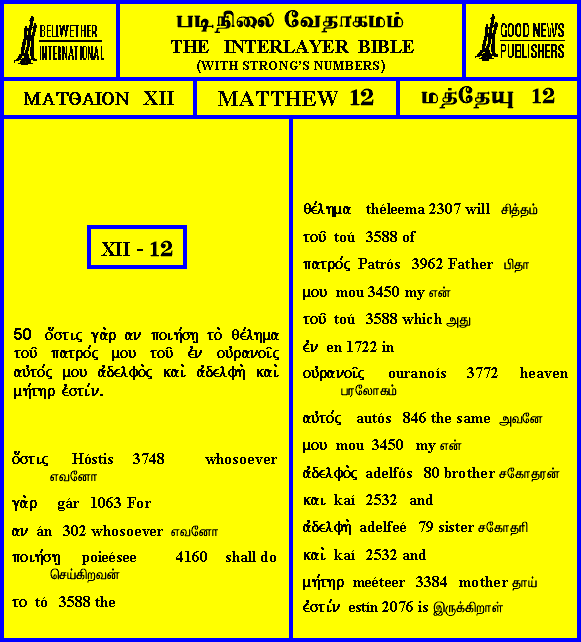 BELLWETHER
INTERNATIONAL
படிநிலை வேதாகமம்
THE INTERLAYER BIBLE
(WITH STRONG'S NUMBERS)
GOOD NEWS
PUBLISHERS
ΜΑΤΘΑΙΟΝ XII
MATTHEW 12
மத்தேயு 12
XII - 12
50 ὅστις γὰρ αν ποιήσῃ τὸ θέλημα
τοῦ πατρός μου τοῦ ἐν οὐρανοῖς
αὐτός μου ἀδελφὸς καὶ ἀδελφὴ καὶ
μήτηρ ἐστίν.
ὅστις Hóstis 3748 whosoever
எவனோ
γὰρ gár 1063 For
αν án 302 whosoever எவனோ
ποιήσῃ poieésee 4160 shall do
செய்கிறவன்
το tó 3588 the
θέλημα théleema 2307 will சித்தம்
τοῦ toú 3588 of
πατρός Patrós 3962 Father பிதா
μου mou 3450 my என்
τοῦ toú 3588 which அது
ἐν en 1722 in
οὐρανοῖς ouranoís 3772 heaven
பரலோகம்
αὐτός autós 846 the same அவனே
μου mou 3450 my என்
ἀδελφὸς adelfós 80 brother சகோதரன்
και kaí 2532 and
ἀδελφὴ adelfeé 79 sister சகோதரி
καὶ kaí 2532 and
μήτηρ meéteer 3384 mother தாய்
ἐστίν estín 2076 is இருக்கிறாள்